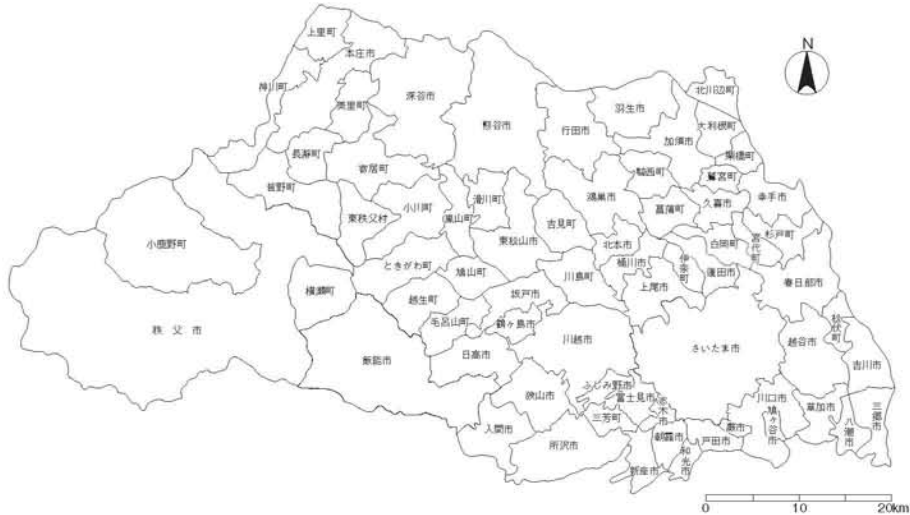 上里町
本庄市
神川町
美里町
深谷市
熊谷市
行田市
羽生市
加須市
北川辺町
大利根町
栗橋町
長瀞町
寄居町
騎西町
鷲宮町
皆野町
小鹿野町
東秩父村
小川町
嵐山町
滑川町
東松山市
吉見町
鴻巣市
菖蒲町
久喜市
幸手市
北本市
白岡町
宮代町
杉戸町
ときがわ町
鳩山町
川島町
桶川市
伊奈町
蓮田市
春日部市
横瀬町
越生町
坂戸市
上尾市
秩父市
毛呂山町
鶴ヶ島市
川越市
さいたま市
越谷市
松伏町
吉川市
飯能市
日高市
狭山市
ふじみ野市
富士見市
三芳町
志木市
川口市
鳩ヶ谷市
草加市
八潮市
三郷市
入間市
所沢市
新座市
朝霞市
和光市
戸田市
蕨市
N
0 10 20km